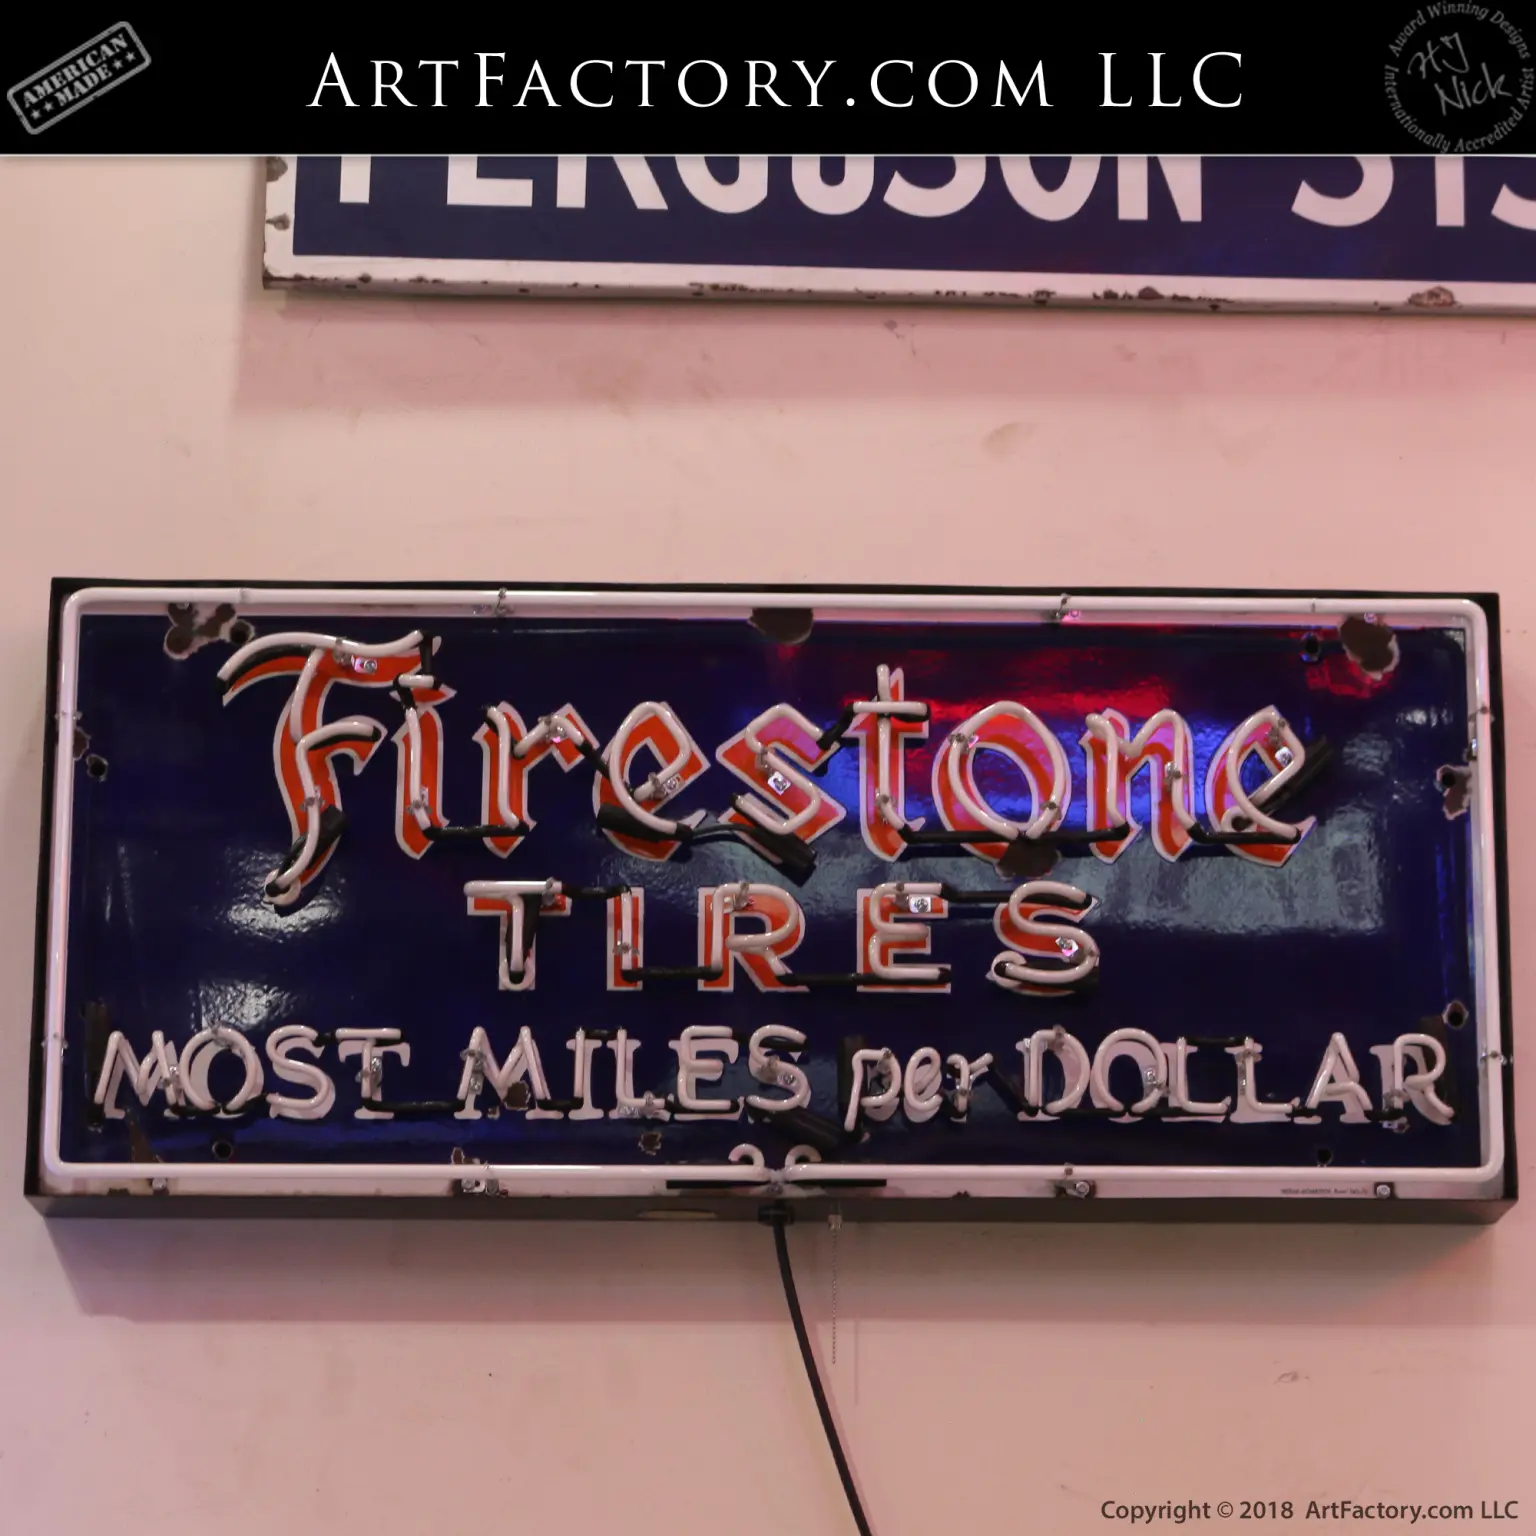 AMERICAN
MADE
ARTFACTORY.COM LLC
Award Winning Designs
HJ
Nick
Internationally Accredited Artist
FERGUSON SYS
Firestone
TIRES
MOST MILES per DOLLAR
Copyright © 2018 ArtFactory.com LLC